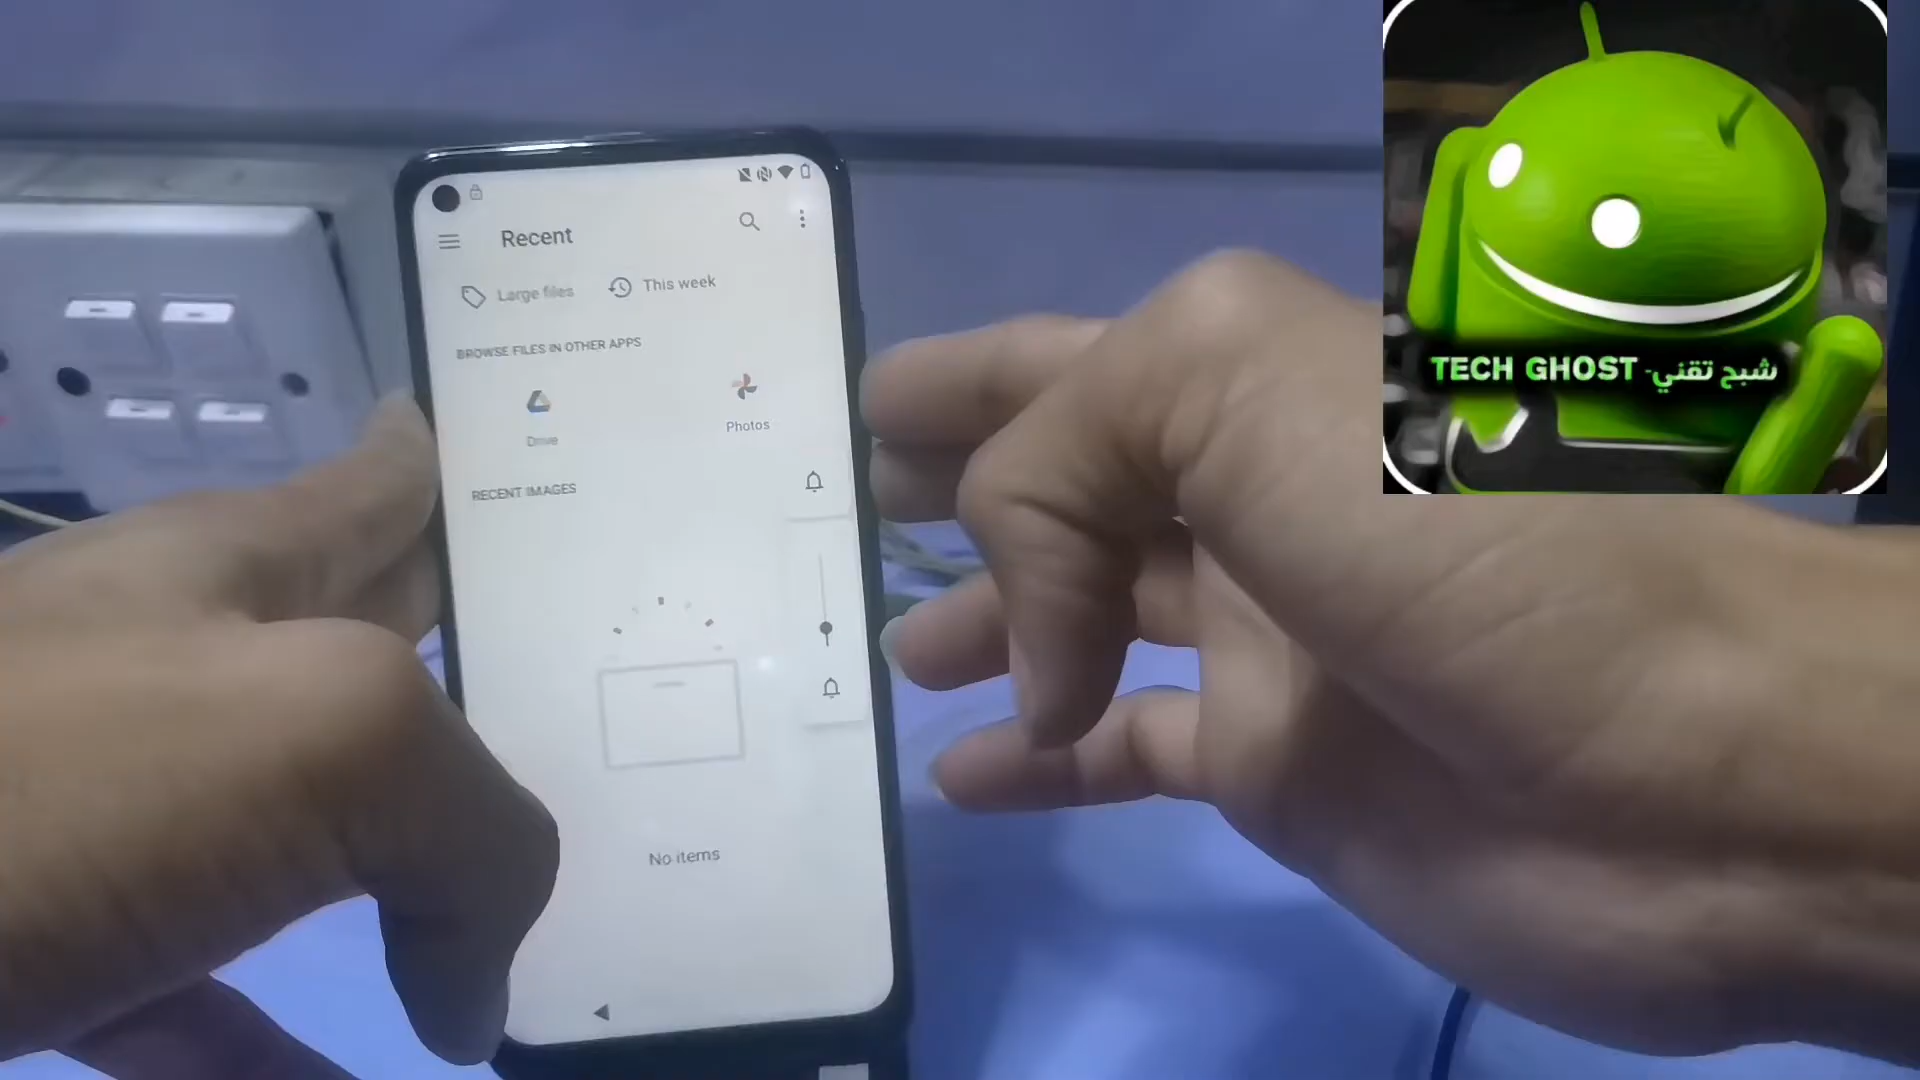 Recent
Large files
This week
BROWSE FILES IN OTHER APPS
Drive
Photos
RECENT IMAGES
No items
TECH GHOST -شبح تقني